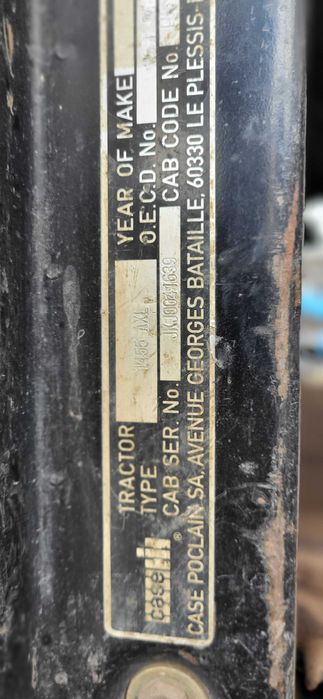 case IH
®
TRACTOR TYPE 1455 AXL YEAR OF MAKE
O.E.C.D. No.
CAB SER. No. JKJ0041639 CAB CODE No.
CASE POCLAIN SA. AVENUE GEORGES BATAILLE, 60330 LE PLESSIS-